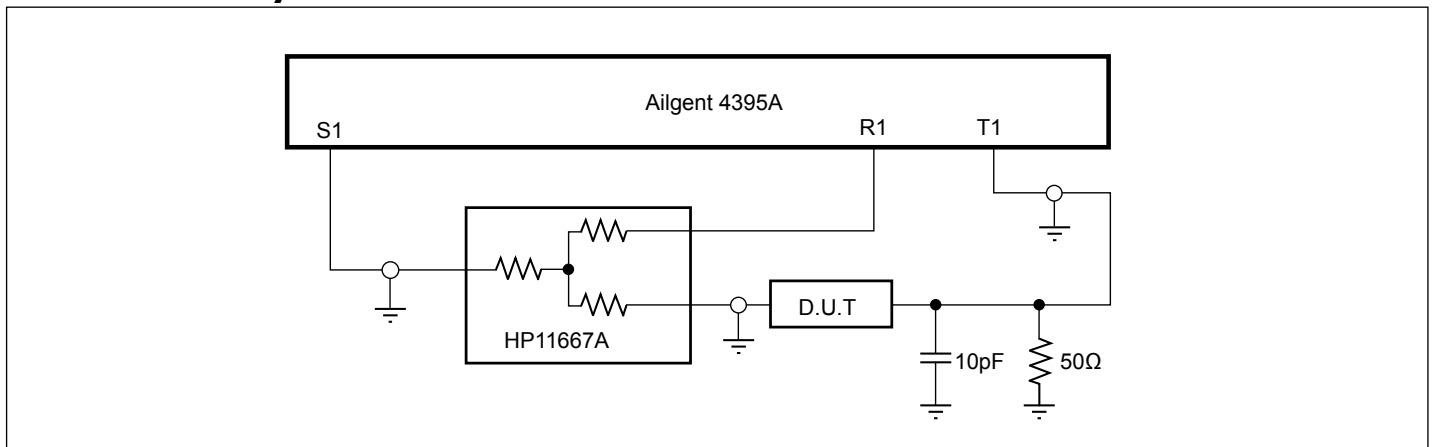 Ailgent 4395A
S1
R1
T1
D.U.T
HP11667A
10pF
50Ω